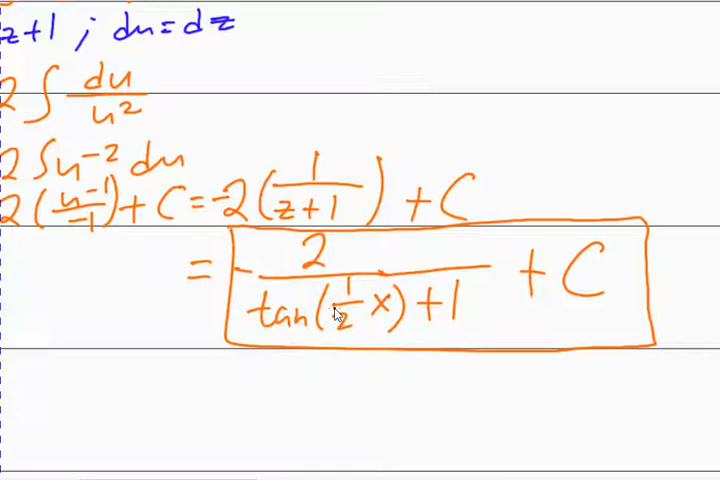 z+1 ; du = dz
2 ∫ du/u²
2 ∫ u⁻² du
2 (u⁻¹/-1) + C = -2 (1/(z+1)) + C
= - 2/(tan(1/2 x) + 1) + C